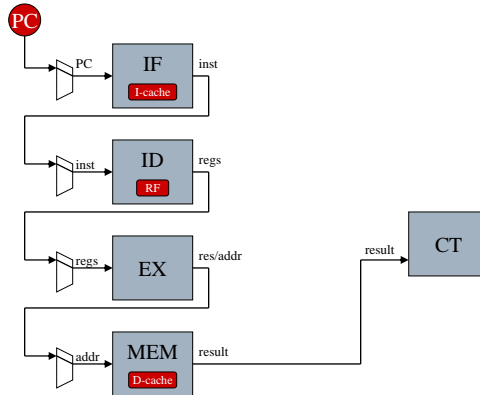 PC
PC
IF
inst
I-cache
inst
ID
regs
RF
regs
EX
res/addr
result
CT
addr
MEM
result
D-cache